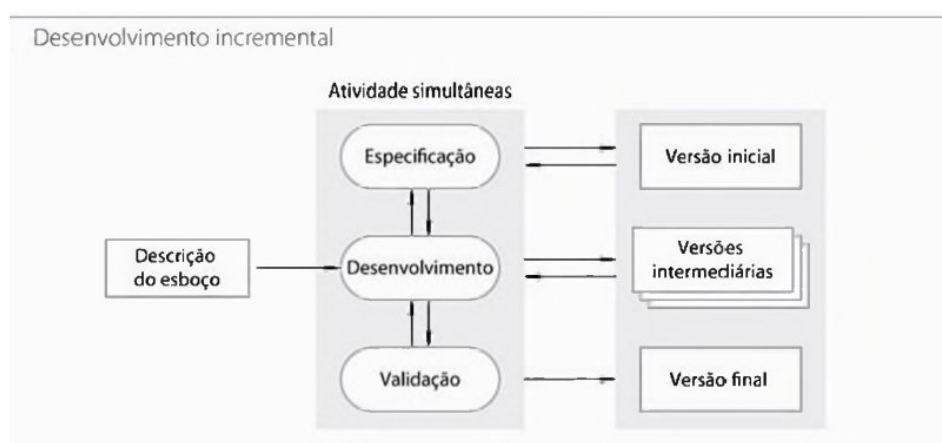 Desenvolvimento incremental
Atividade simultâneas
Especificação
Versão inicial
Descrição
do esboço
Desenvolvimento
Versões
intermediárias
Validação
Versão final